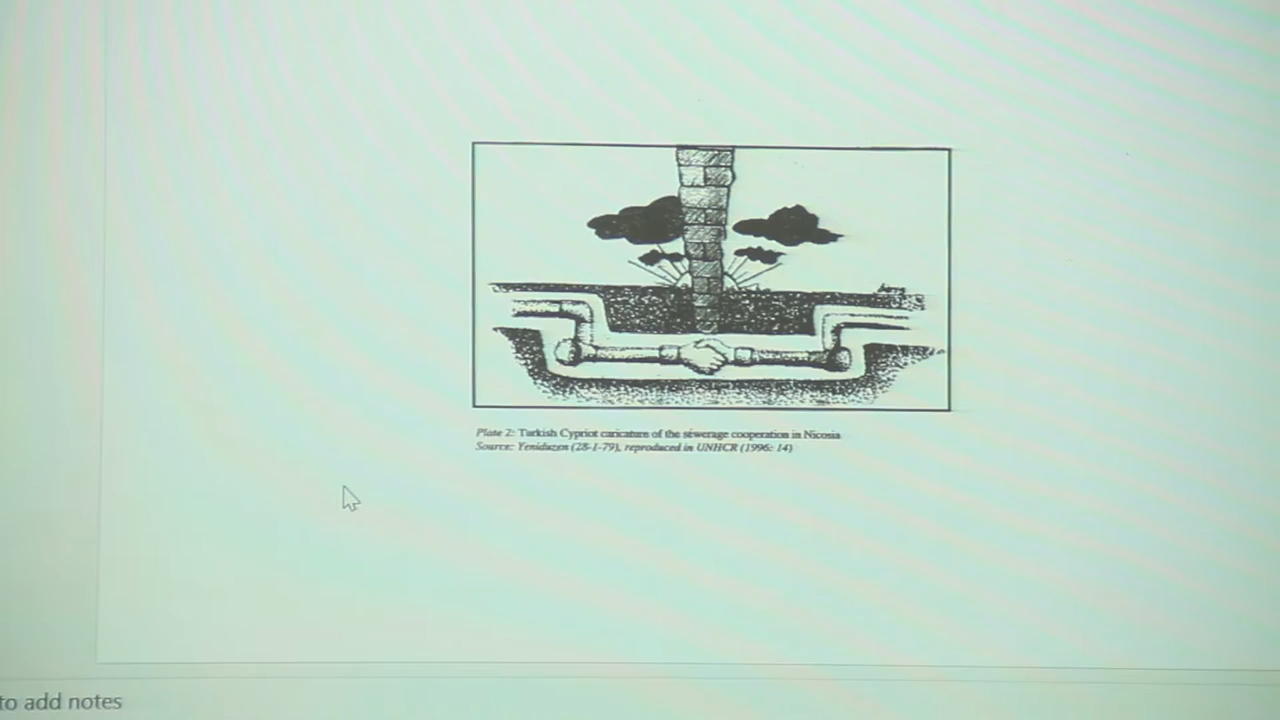 Plate 2: Turkish Cypriot caricature of the sewerage cooperation in Nicosia
Source: Yeniduzen (28-1-79), reproduced in UNHCR (1996: 14)
to add notes